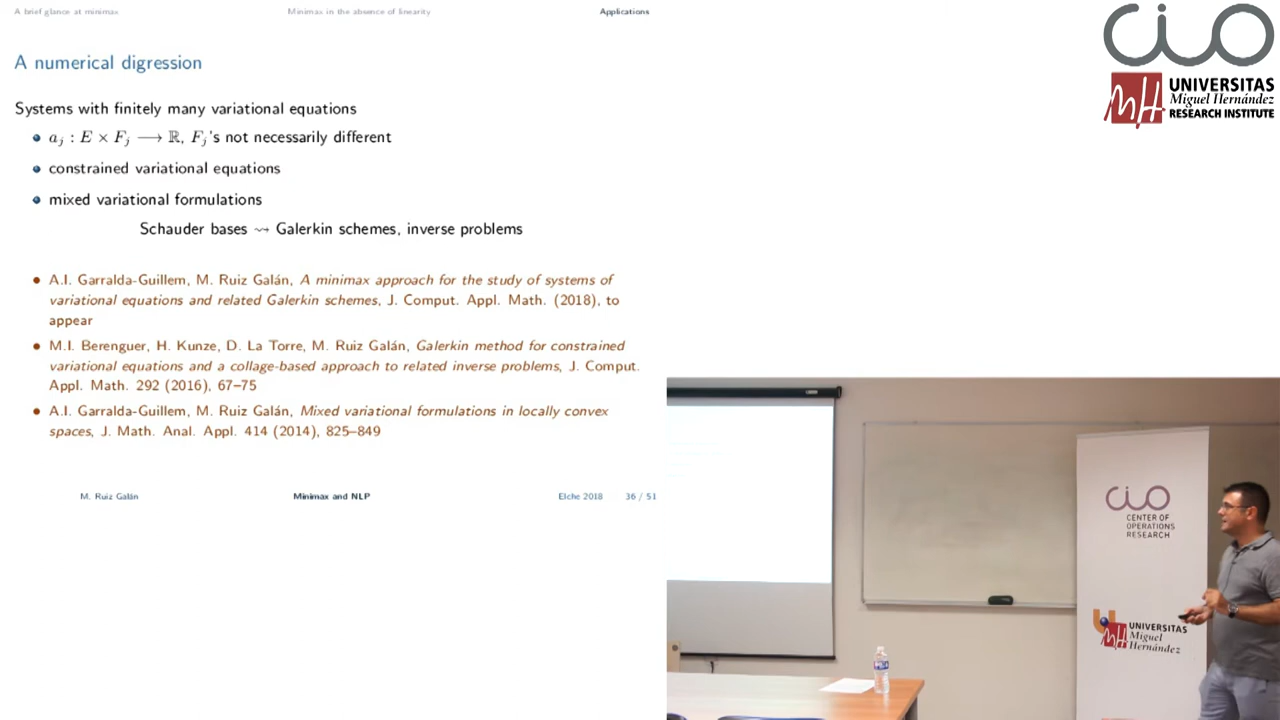 A brief glance at minimax
Minimax in the absence of linearity
Applications
A numerical digression
Systems with finitely many variational equations
• a_j : E × F_j ⟶ ℝ, F_j's not necessarily different
• constrained variational equations
• mixed variational formulations
Schauder bases ⇝ Galerkin schemes, inverse problems
• A.I. Garralda-Guillem, M. Ruiz Galán, A minimax approach for the study of systems of
variational equations and related Galerkin schemes, J. Comput. Appl. Math. (2018), to
appear
• M.I. Berenguer, H. Kunze, D. La Torre, M. Ruiz Galán, Galerkin method for constrained
variational equations and a collage-based approach to related inverse problems, J. Comput.
Appl. Math. 292 (2016), 67–75
• A.I. Garralda-Guillem, M. Ruiz Galán, Mixed variational formulations in locally convex
spaces, J. Math. Anal. Appl. 414 (2014), 825–849
M. Ruiz Galán
Minimax and NLP
Elche 2018
36 / 51
cio
UNIVERSITAS
Miguel Hernández
RESEARCH INSTITUTE
cio
CENTER OF
OPERATIONS
RESEARCH
UNIVERSITAS
Miguel
Hernández